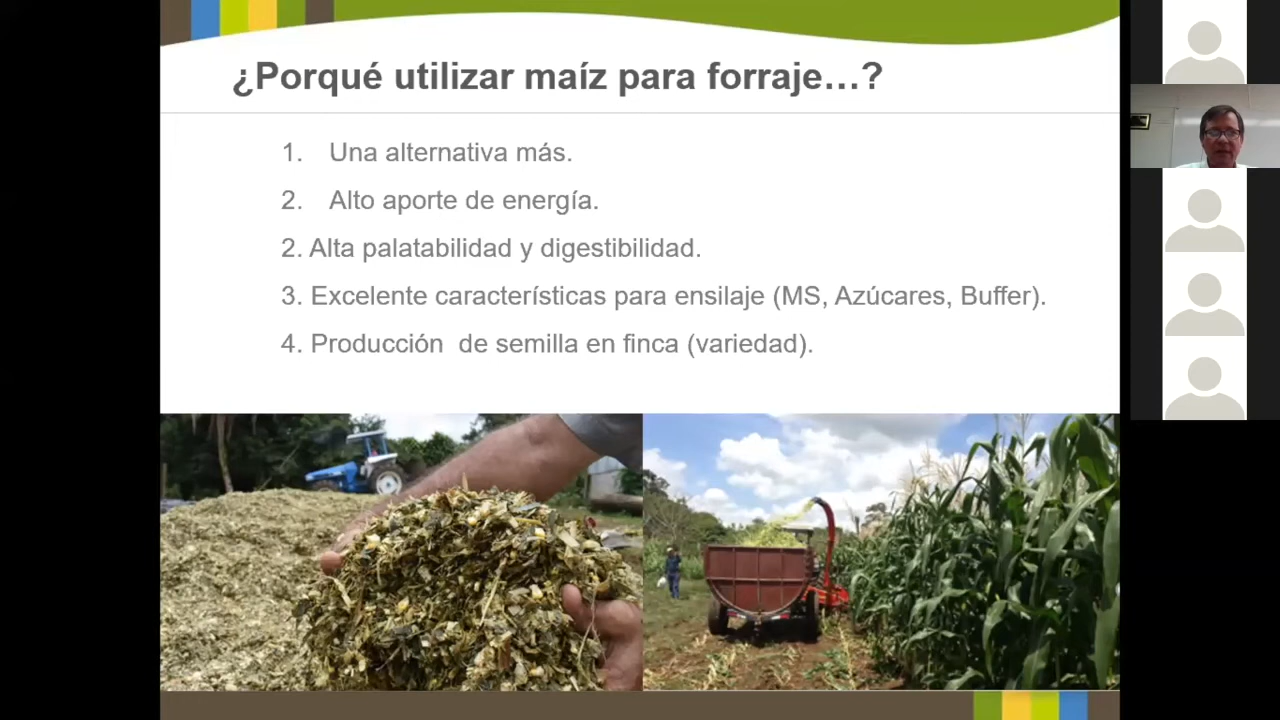 ¿Porqué utilizar maíz para forraje…?
1. Una alternativa más.
2. Alto aporte de energía.
2. Alta palatabilidad y digestibilidad.
3. Excelente características para ensilaje (MS, Azúcares, Buffer).
4. Producción  de semilla en finca (variedad).